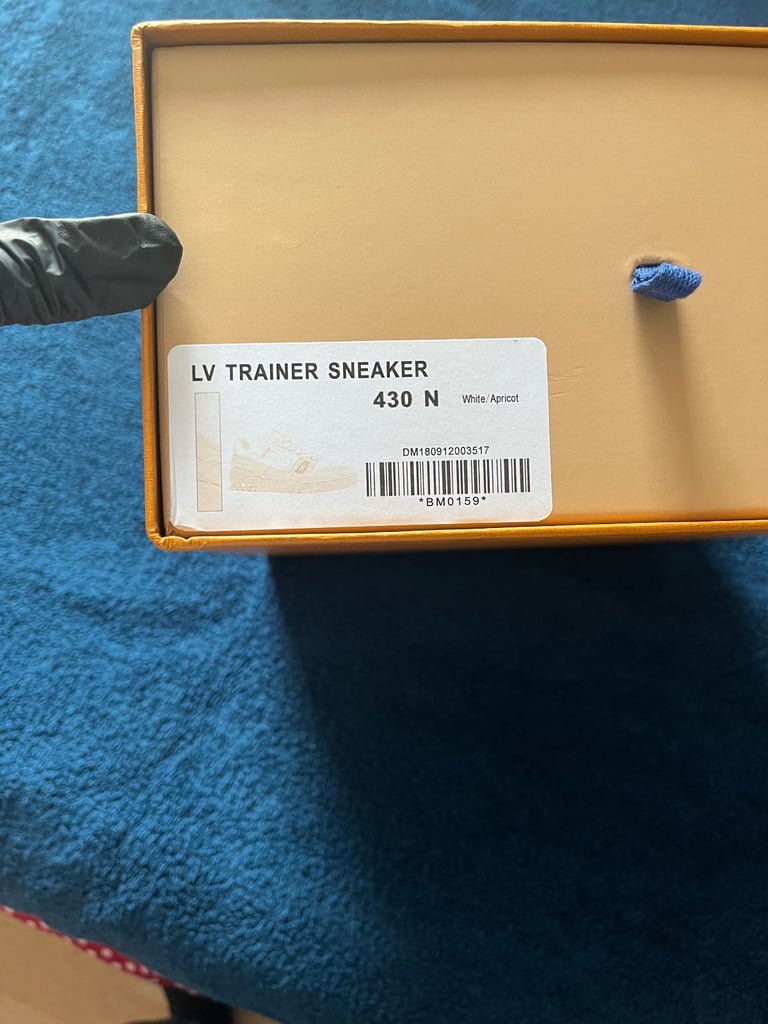 LV TRAINER SNEAKER
430 N White/Apricot
DM180912003517
*BM0159*